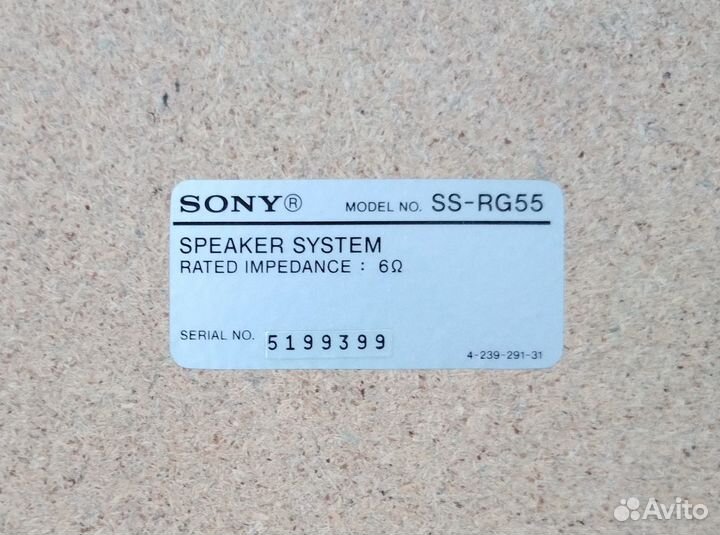 SONY® MODEL NO. SS-RG55
SPEAKER SYSTEM
RATED IMPEDANCE : 6Ω
SERIAL NO. 5199399
4-239-291-31
Avito